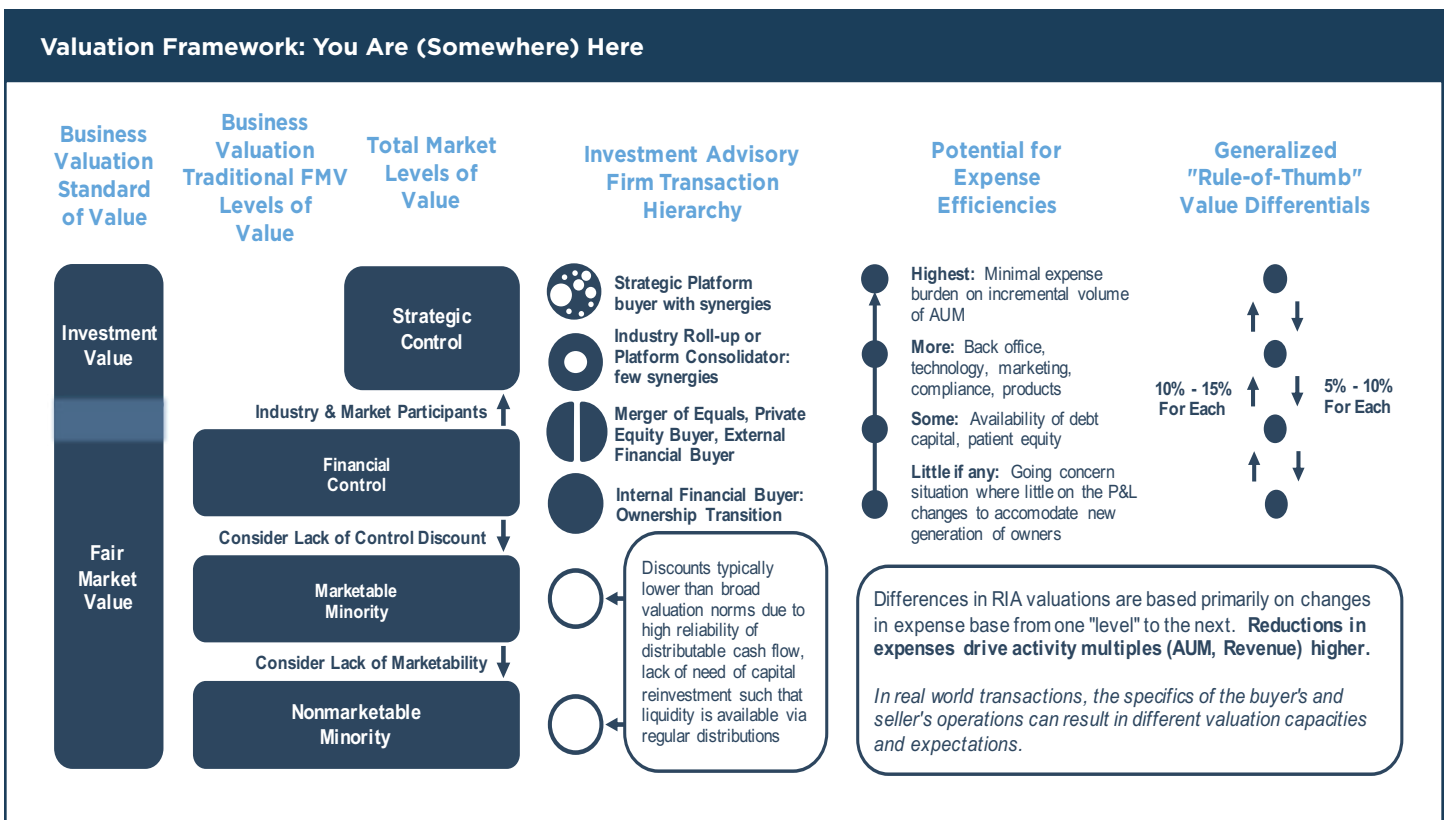 Valuation Framework: You Are (Somewhere) Here
Business
Valuation
Standard
of Value
Business
Valuation
Traditional FMV
Levels of
Value
Total Market
Levels of
Value
Investment Advisory
Firm Transaction
Hierarchy
Potential for
Expense
Efficiencies
Generalized
"Rule-of-Thumb"
Value Differentials
Investment
Value
Fair
Market
Value
Strategic
Control
Industry & Market Participants
Financial
Control
Consider Lack of Control Discount
Marketable
Minority
Consider Lack of Marketability
Nonmarketable
Minority
Strategic Platform
buyer with synergies
Industry Roll-up or
Platform Consolidator:
few synergies
Merger of Equals, Private
Equity Buyer, External
Financial Buyer
Internal Financial Buyer:
Ownership Transition
Discounts typically
lower than broad
valuation norms due to
high reliability of
distributable cash flow,
lack of need of capital
reinvestment such that
liquidity is available via
regular distributions
Highest: Minimal expense
burden on incremental volume
of AUM
More: Back office,
technology, marketing,
compliance, products
Some: Availability of debt
capital, patient equity
Little if any: Going concern
situation where little on the P&L
changes to accomodate new
generation of owners
10% - 15%
For Each
5% - 10%
For Each
Differences in RIA valuations are based primarily on changes
in expense base from one "level" to the next. Reductions in
expenses drive activity multiples (AUM, Revenue) higher.
In real world transactions, the specifics of the buyer's and
seller's operations can result in different valuation capacities
and expectations.